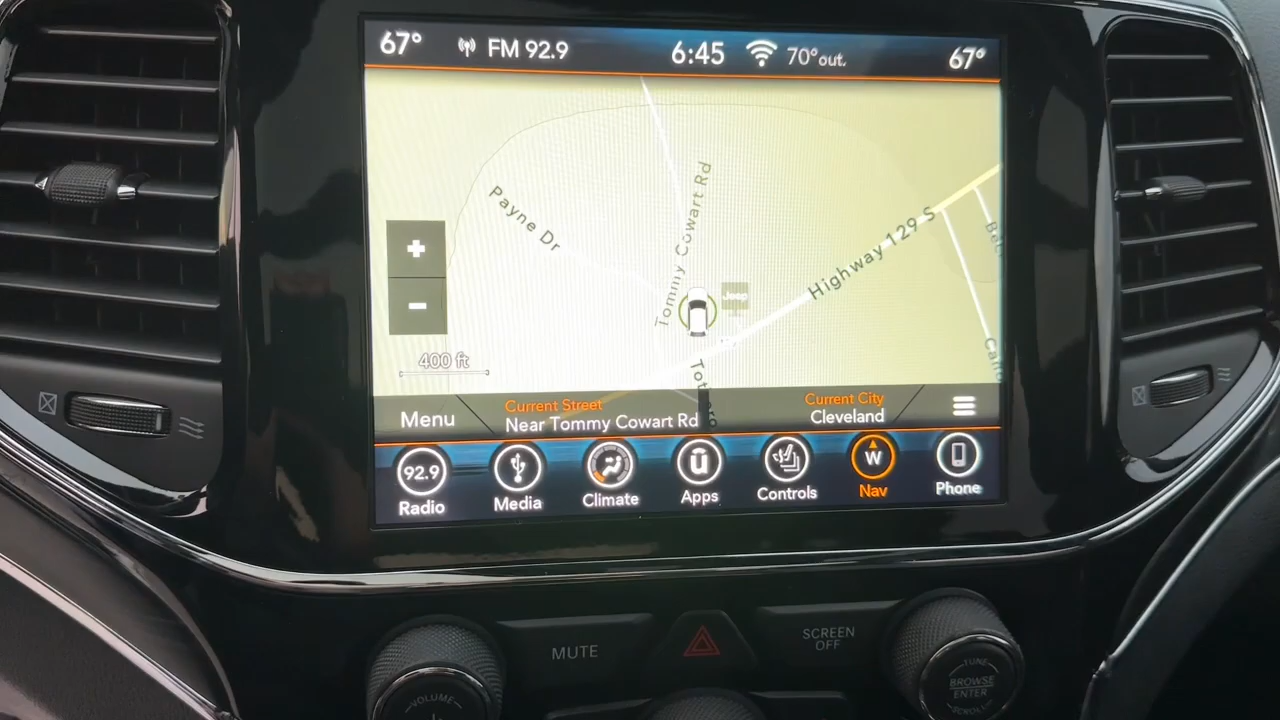 67°
FM 92.9
6:45
70°out.
67°
Payne Dr
Tommy Cowart Rd
Highway 129 S
Jeep
400 ft
Menu
Current Street
Near Tommy Cowart Rd
Current City
Cleveland
92.9
W
Radio
Media
Climate
Apps
Controls
Nav
Phone
MUTE
SCREEN
OFF
VOLUME
TUNE
BROWSE
ENTER
SCROLL